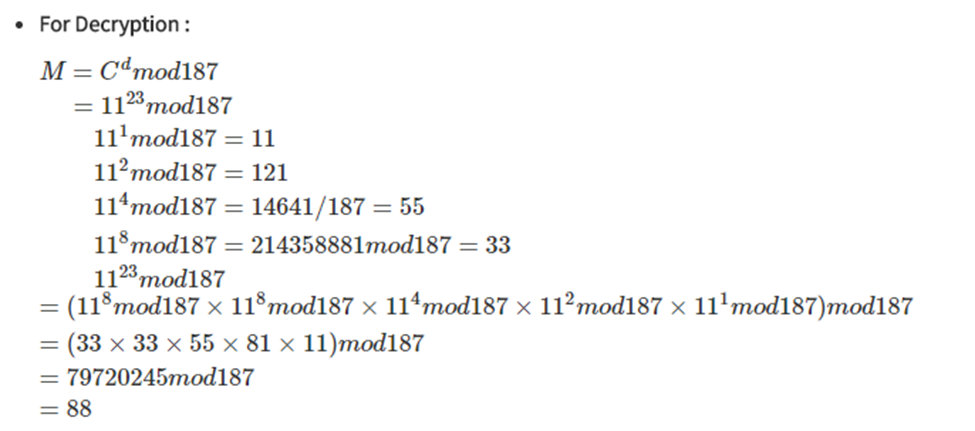 • For Decryption :
M = C^d mod187
= 11^23 mod187
11^1 mod187 = 11
11^2 mod187 = 121
11^4 mod187 = 14641/187 = 55
11^8 mod187 = 214358881mod187 = 33
11^23 mod187
= (11^8 mod187 × 11^8 mod187 × 11^4 mod187 × 11^2 mod187 × 11^1 mod187)mod187
= (33 × 33 × 55 × 81 × 11)mod187
= 79720245mod187
= 88